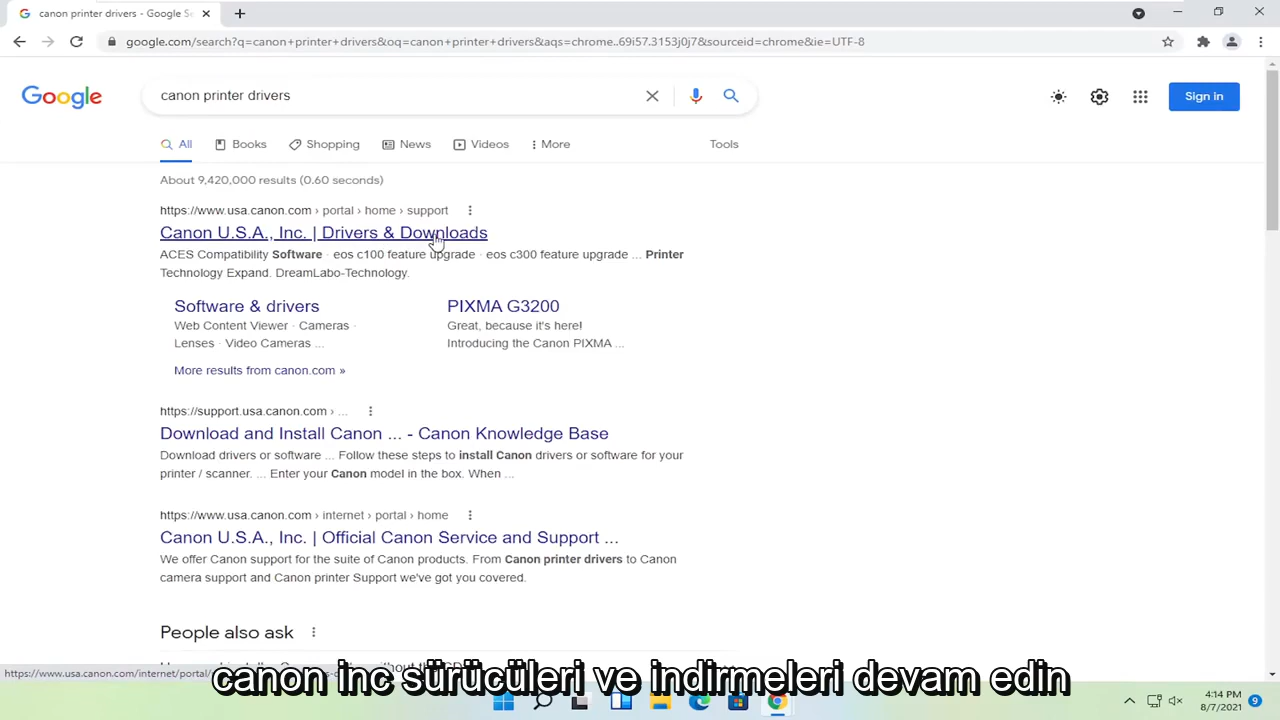 canon printer drivers - Google Se
google.com/search?q=canon+printer+drivers&oq=canon+printer+drivers&aqs=chrome..69i57.3153j0j7&sourceid=chrome&ie=UTF-8
Google
canon printer drivers
Sign in
All
Books
Shopping
News
Videos
More
Tools
About 9,420,000 results (0.60 seconds)
https://www.usa.canon.com › portal › home › support
Canon U.S.A., Inc. | Drivers & Downloads
ACES Compatibility Software · eos c100 feature upgrade · eos c300 feature upgrade ... Printer
Technology Expand. DreamLabo-Technology.
Software & drivers
Web Content Viewer · Cameras ·
Lenses · Video Cameras ...
PIXMA G3200
Great, because it's here!
Introducing the Canon PIXMA ...
More results from canon.com »
https://support.usa.canon.com › ...
Download and Install Canon ... - Canon Knowledge Base
Download drivers or software ... Follow these steps to install Canon drivers or software for your
printer / scanner. ... Enter your Canon model in the box. When ...
https://www.usa.canon.com › internet › portal › home
Canon U.S.A., Inc. | Official Canon Service and Support ...
We offer Canon support for the suite of Canon products. From Canon printer drivers to Canon
camera support and Canon printer Support we've got you covered.
People also ask
https://www.usa.canon.com/internet/portal/
canon inc sürücüleri ve indirmeleri devam edin
4:14 PM
8/7/2021
9